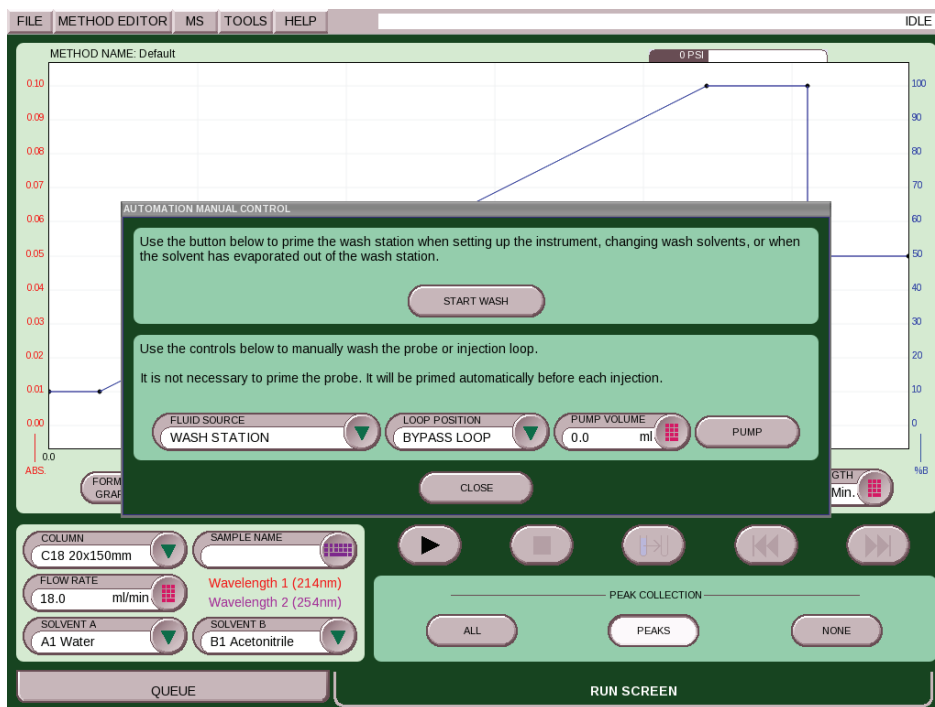 FILE METHOD EDITOR MS TOOLS HELP IDLE
METHOD NAME: Default
0 PSI
0.10 100
0.09 90
0.08 80
0.07 70
0.06 60
0.05 50
0.04 40
0.03 30
0.02 20
0.01 10
0.00 0
0.0
ABS. %B
AUTOMATION MANUAL CONTROL
Use the button below to prime the wash station when setting up the instrument, changing wash solvents, or when
the solvent has evaporated out of the wash station.
START WASH
Use the controls below to manually wash the probe or injection loop.
It is not necessary to prime the probe. It will be primed automatically before each injection.
FLUID SOURCE LOOP POSITION PUMP VOLUME
WASH STATION BYPASS LOOP 0.0 ml PUMP
CLOSE
FORM
GRAF
GTH
Min.
COLUMN SAMPLE NAME
C18 20x150mm
FLOW RATE
18.0 ml/min
Wavelength 1 (214nm)
Wavelength 2 (254nm)
SOLVENT A SOLVENT B
A1 Water B1 Acetonitrile
PEAK COLLECTION
ALL PEAKS NONE
QUEUE RUN SCREEN